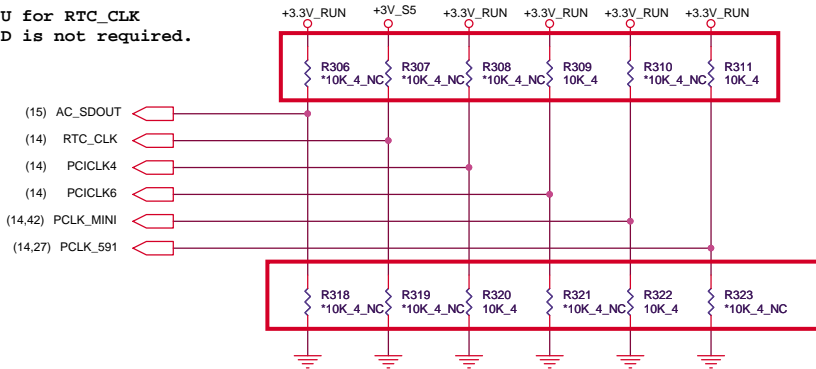 U for RTC_CLK
D is not required.
+3.3V_RUN +3V_S5 +3.3V_RUN +3.3V_RUN +3.3V_RUN +3.3V_RUN
R306 R307 R308 R309 R310 R311
*10K_4_NC *10K_4_NC *10K_4_NC 10K_4 *10K_4_NC 10K_4
(15) AC_SDOUT
(14) RTC_CLK
(14) PCICLK4
(14) PCICLK6
(14,42) PCLK_MINI
(14,27) PCLK_591
R318 R319 R320 R321 R322 R323
*10K_4_NC *10K_4_NC 10K_4 *10K_4_NC 10K_4 *10K_4_NC